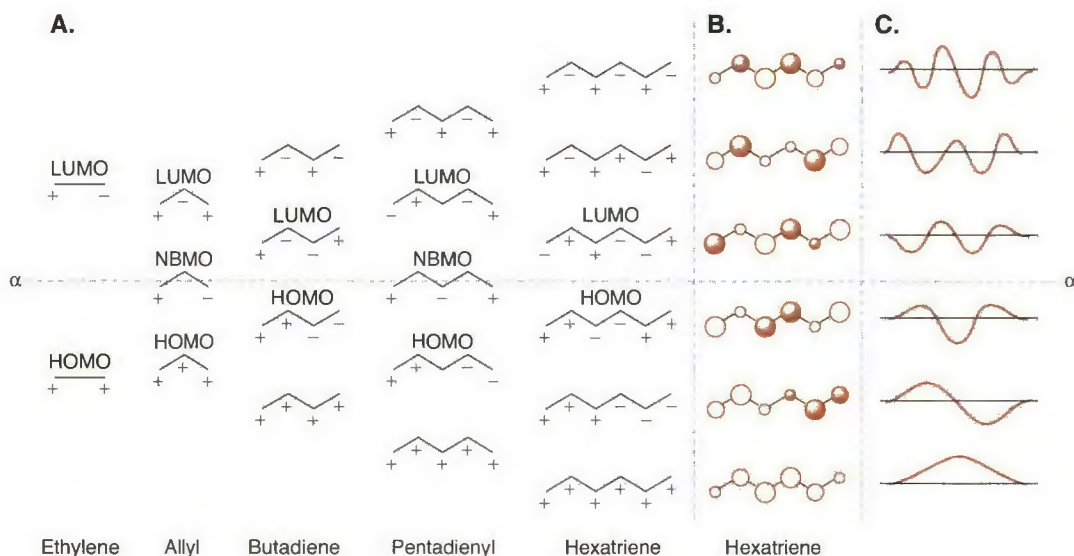 A.
B.
C.
LUMO
LUMO
LUMO
LUMO
LUMO
NBMO
NBMO
α
α
HOMO
HOMO
HOMO
HOMO
HOMO
Ethylene
Allyl
Butadiene
Pentadienyl
Hexatriene
Hexatriene